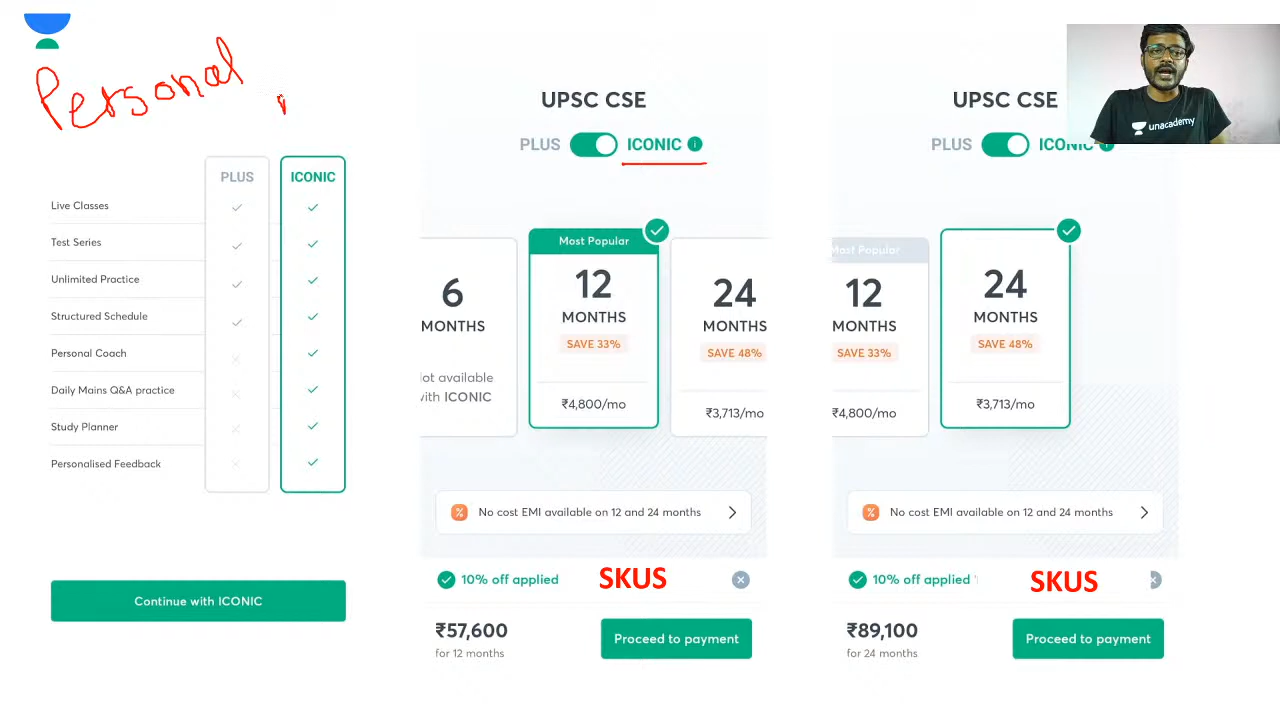 Personal
PLUS ICONIC
Live Classes
Test Series
Unlimited Practice
Structured Schedule
Personal Coach
Daily Mains Q&A practice
Study Planner
Personalised Feedback
Continue with ICONIC
UPSC CSE
PLUS ICONIC i
6
MONTHS
lot available
with ICONIC
Most Popular
12
MONTHS
SAVE 33%
₹4,800/mo
24
MONTHS
SAVE 48%
₹3,713/mo
% No cost EMI available on 12 and 24 months
10% off applied SKUS
₹57,600
for 12 months
Proceed to payment
UPSC CSE
PLUS ICONIC
Most Popular
12
MONTHS
SAVE 33%
₹4,800/mo
24
MONTHS
SAVE 48%
₹3,713/mo
% No cost EMI available on 12 and 24 months
10% off applied SKUS
₹89,100
for 24 months
Proceed to payment
unacademy